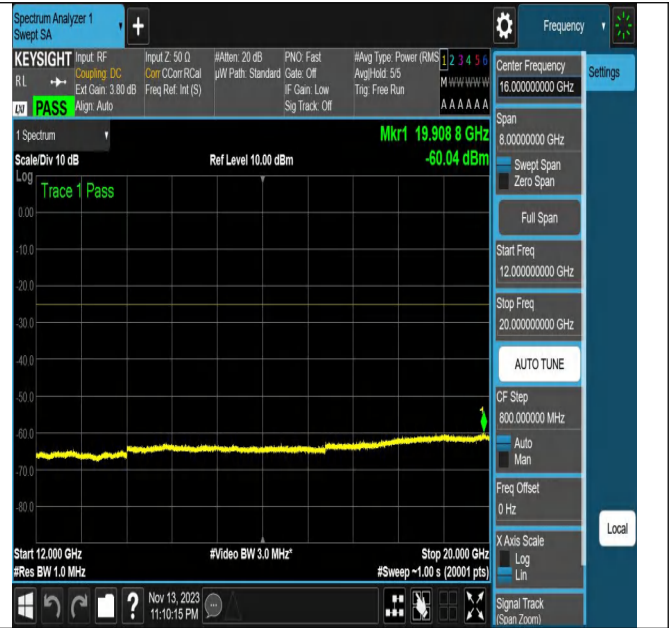 Spectrum Analyzer 1
Swept SA
Frequency
KEYSIGHT
RL
LXI PASS
Input: RF
Coupling: DC
Ext Gain: 3.80 dB
Align: Auto
Input Z: 50 Ω
Corr CCorr RCal
Freq Ref: Int (S)
#Atten: 20 dB
µW Path: Standard
PNO: Fast
Gate: Off
IF Gain: Low
Sig Track: Off
#Avg Type: Power (RMS
Avg|Hold: 5/5
Trig: Free Run
1 2 3 4 5 6
M W W W W W
A A A A A A
1 Spectrum
Scale/Div 10 dB
Log
Ref Level 10.00 dBm
Mkr1 19.908 8 GHz
-60.04 dBm
Trace 1 Pass
0.00
-10.0
-20.0
-30.0
-40.0
-50.0
-60.0
-70.0
-80.0
1
Start 12.000 GHz
#Res BW 1.0 MHz
#Video BW 3.0 MHz*
Stop 20.000 GHz
#Sweep ~1.00 s (20001 pts)
Center Frequency
16.000000000 GHz
Settings
Span
8.00000000 GHz
Swept Span
Zero Span
Full Span
Start Freq
12.000000000 GHz
Stop Freq
20.000000000 GHz
AUTO TUNE
CF Step
800.000000 MHz
Auto
Man
Freq Offset
0 Hz
X Axis Scale
Log
Lin
Signal Track
(Span Zoom)
Local
?
Nov 13, 2023
11:10:15 PM